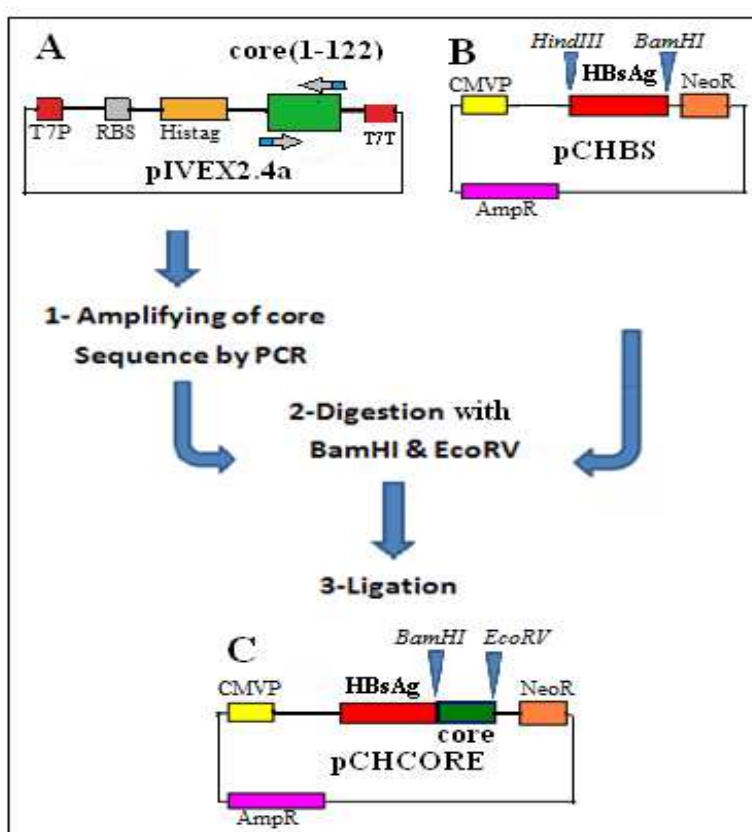 A
core(1-122)
T7P
RBS
Histag
T7T
pIVEX2.4a
B
HindIII
BamHI
CMVP
HBsAg
NeoR
pCHBS
AmpR
1- Amplifying of core
Sequence by PCR
2-Digestion with
BamHI & EcoRV
3-Ligation
C
BamHI
EcoRV
CMVP
HBsAg
NeoR
core
pCHCORE
AmpR